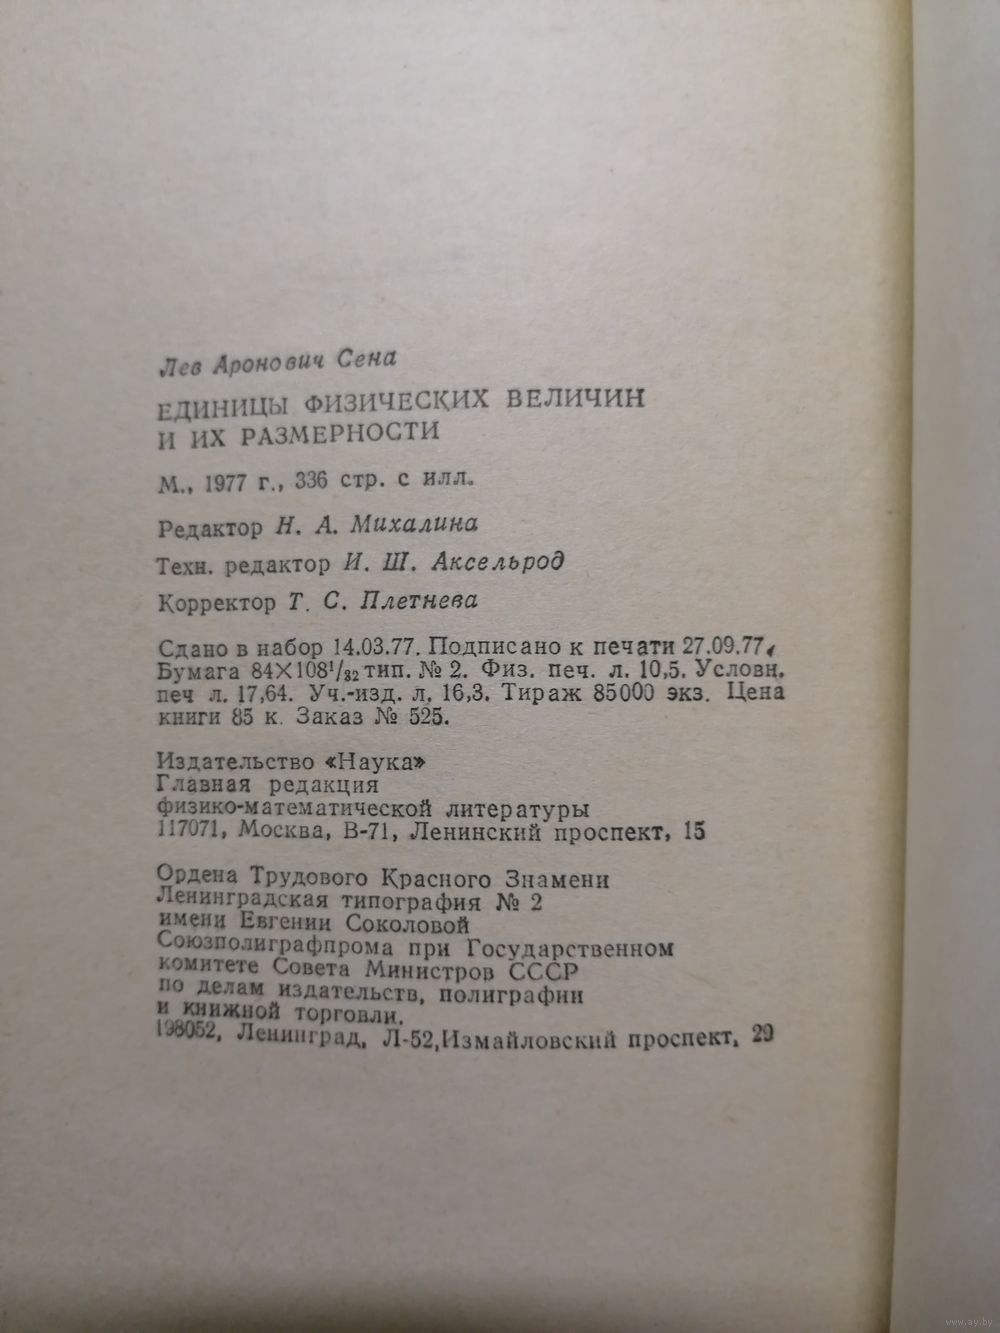 Лев Аронович Сена
ЕДИНИЦЫ ФИЗИЧЕСКИХ ВЕЛИЧИН
И ИХ РАЗМЕРНОСТИ
М., 1977 г., 336 стр. с илл.
Редактор Н. А. Михалина
Техн. редактор И. Ш. Аксельрод
Корректор Т. С. Плетнева
Сдано в набор 14.03.77. Подписано к печати 27.09.77.
Бумага 84×108¹/₃₂ тип. № 2. Физ. печ. л. 10,5. Условн.
печ л. 17,64. Уч.-изд. л. 16,3. Тираж 85000 экз. Цена
книги 85 к. Заказ № 525.
Издательство «Наука»
Главная редакция
физико-математической литературы
117071, Москва, В-71, Ленинский проспект, 15
Ордена Трудового Красного Знамени
Ленинградская типография № 2
имени Евгении Соколовой
Союзполиграфпрома при Государственном
комитете Совета Министров СССР
по делам издательств, полиграфии
и книжной торговли.
198052, Ленинград, Л-52,Измайловский проспект, 29
www.ay.by